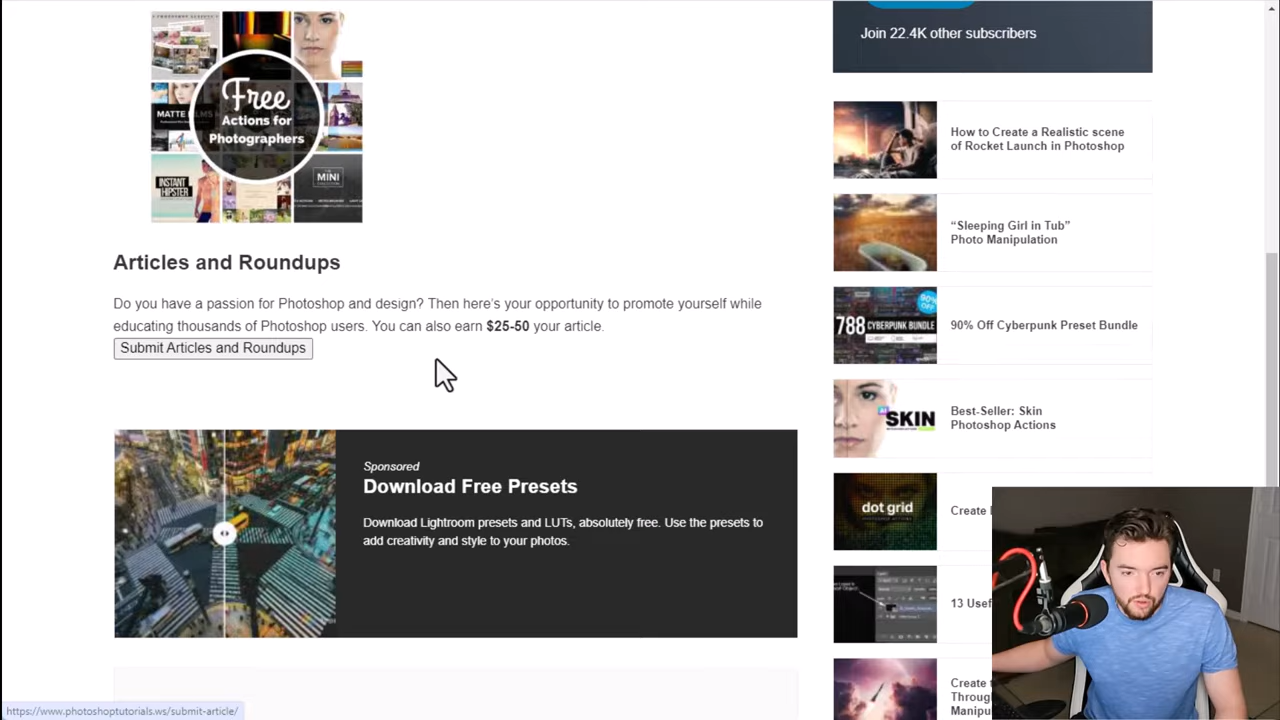 Free
Actions for
Photographers
MATTE FILMS
INSTANT
HIPSTER
THE
MINI
Articles and Roundups
Do you have a passion for Photoshop and design? Then here's your opportunity to promote yourself while
educating thousands of Photoshop users. You can also earn $25-50 your article.
Submit Articles and Roundups
Sponsored
Download Free Presets
Download Lightroom presets and LUTs, absolutely free. Use the presets to
add creativity and style to your photos.
Join 22.4K other subscribers
How to Create a Realistic scene
of Rocket Launch in Photoshop
“Sleeping Girl in Tub”
Photo Manipulation
90%
OFF
788 CYBERPUNK BUNDLE
90% Off Cyberpunk Preset Bundle
SKIN
Best-Seller: Skin
Photoshop Actions
dot grid
Create
13 Usef
Create
Throug
Manipu
https://www.photoshoptutorials.ws/submit-article/